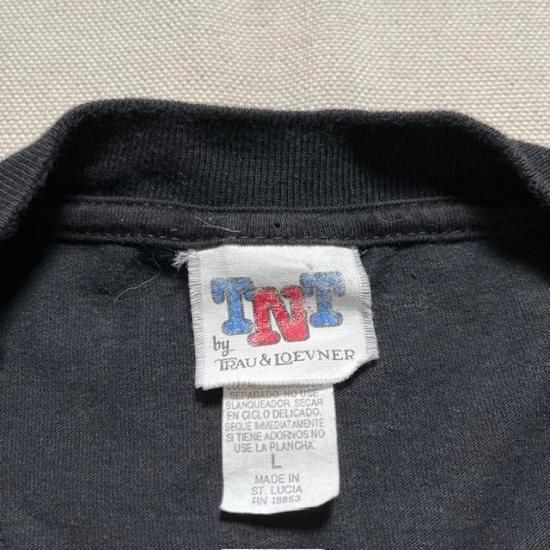 TNT
by
TRAU & LOEVNER
SEPARADO. NO USE
BLANQUEADOR. SECAR
EN CICLO DELICADO.
SEQUE IMMEDIATAMENTE
SI TIENE ADORNOS NO
USE LA PLANCHA.
L
MADE IN
ST. LUCIA
RN 18853